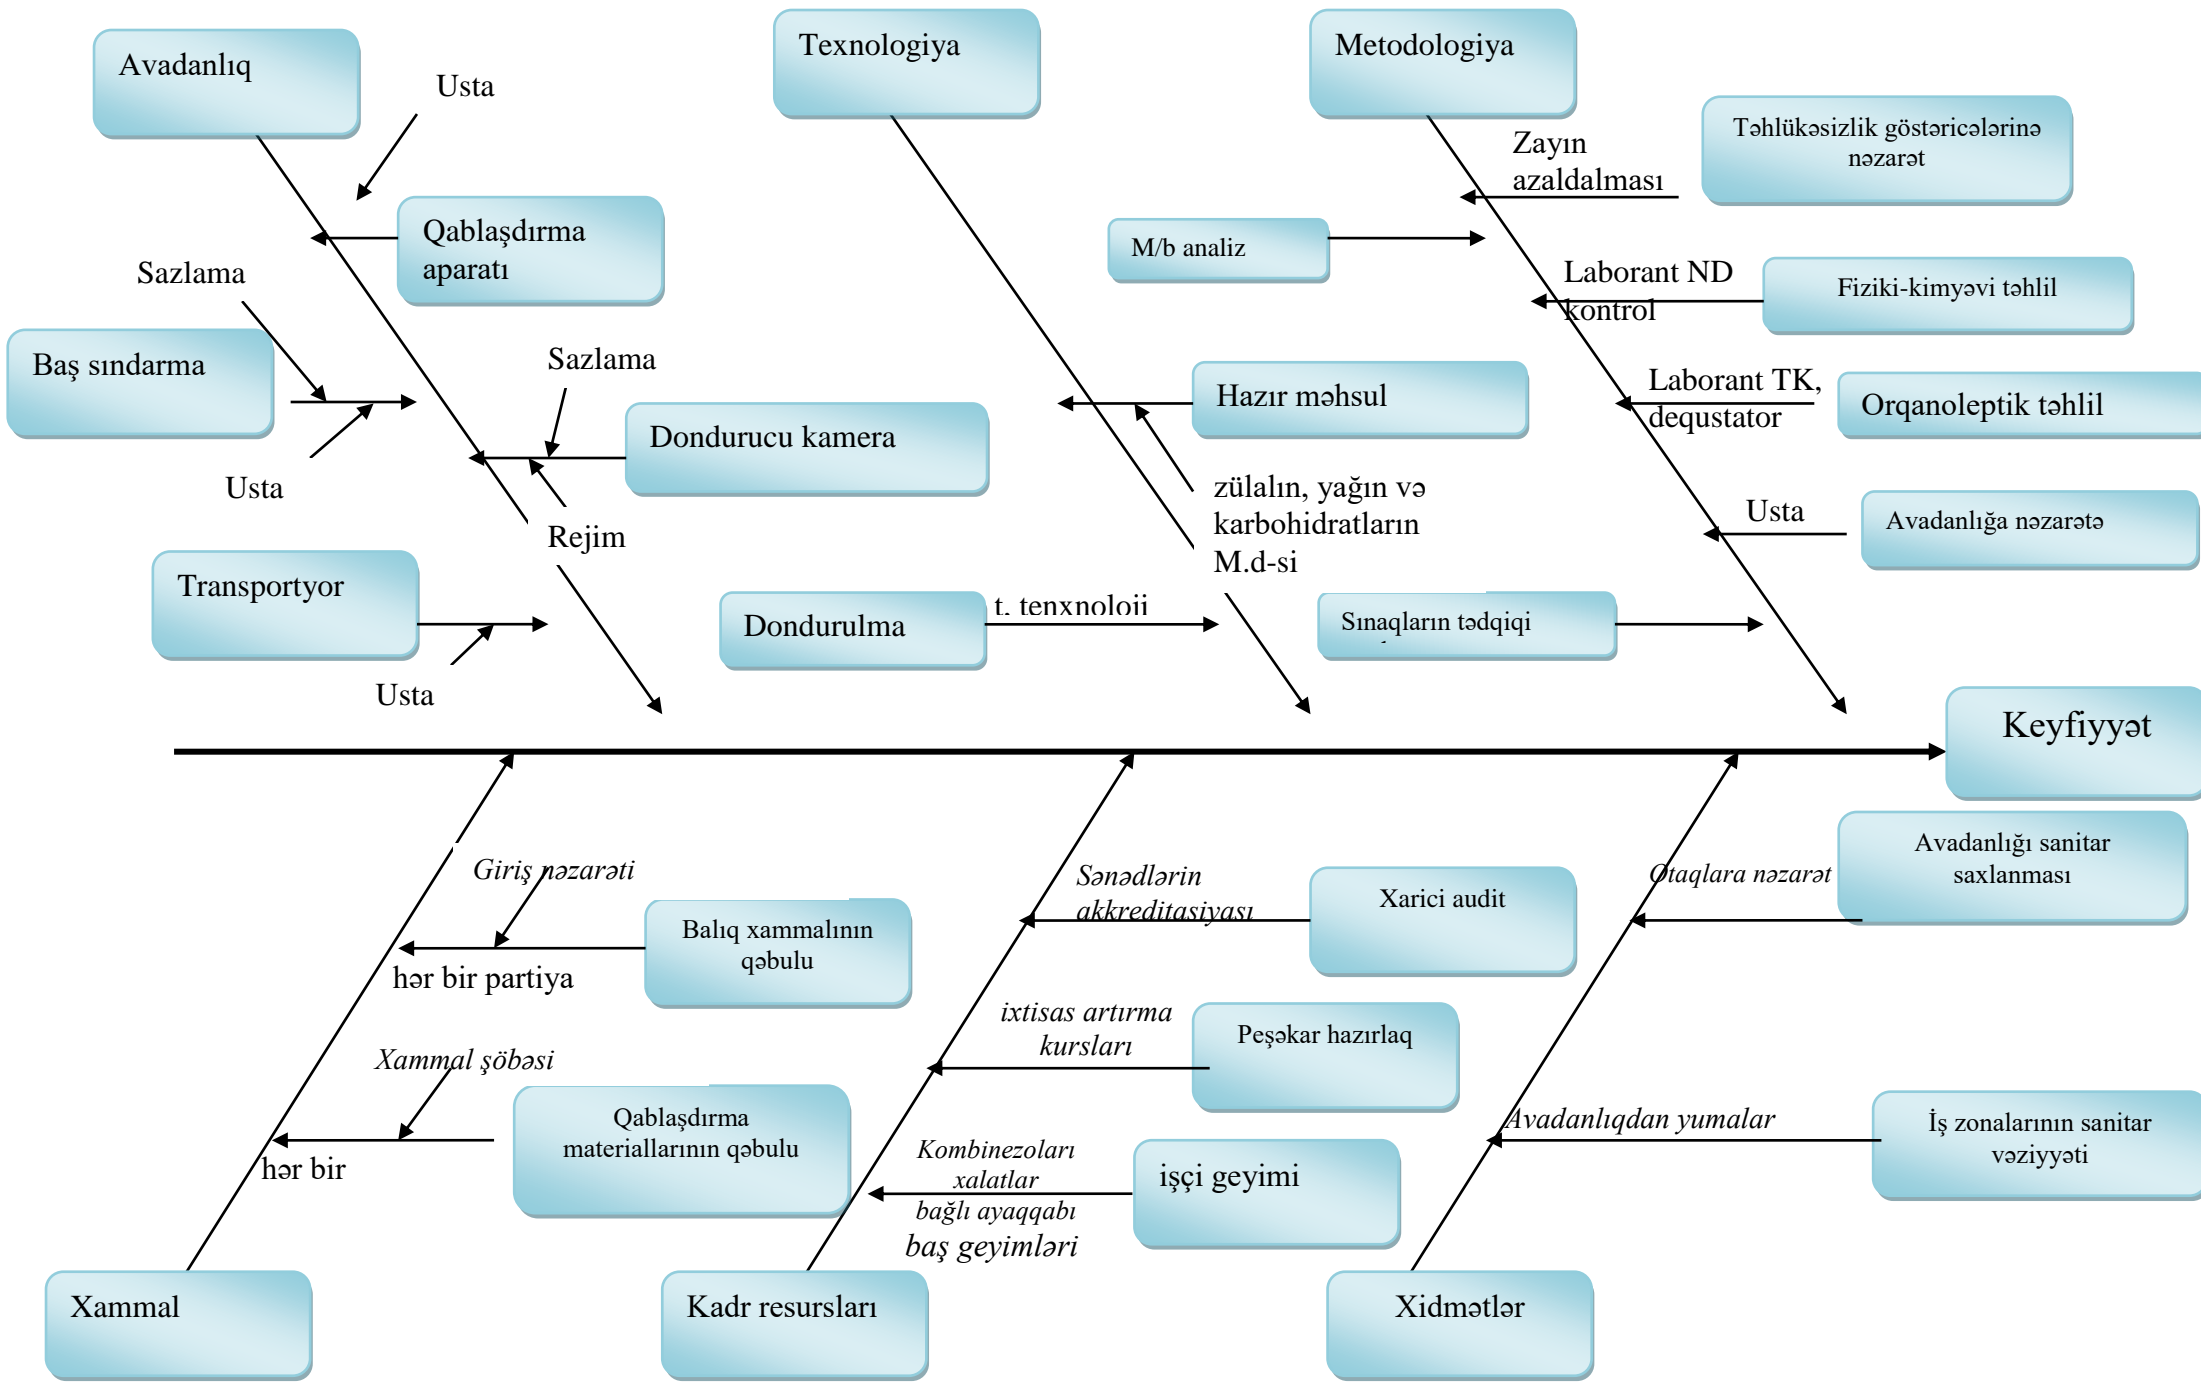 Avadanlıq
Texnologiya
Metodologiya
Usta
Zayın
azaldalması
Təhlükəsizlik göstəricələrinə
nəzarət
Qablaşdırma
aparatı
M/b analiz
Sazlama
Laborant ND
kontrol
Fiziki-kimyəvi təhlil
Baş sındarma
Sazlama
Hazır məhsul
Laborant TK,
dequstator
Orqanoleptik təhlil
Dondurucu kamera
Usta
zülalın, yağın və
karbohidratların
M.d-si
Usta
Avadanlığa nəzarətə
Rejim
Transportyor
Dondurulma
t, tenxnoloji
Sınaqların tədqiqi
Usta
Keyfiyyət
Giriş nəzarəti
Balıq xammalının
qəbulu
hər bir partiya
Sənədlərin
akkreditasiyası
Xarici audit
Otaqlara nəzarət
Avadanlığı sanitar
saxlanması
Xammal şöbəsi
Qablaşdırma
materiallarının qəbulu
hər bir
ixtisas artırma
kursları
Peşəkar hazırlaq
Avadanlıqdan yumalar
İş zonalarının sanitar
vəziyyəti
Kombinezoları
xalatlar
bağlı ayaqqabı
baş geyimləri
işçi geyimi
Xammal
Kadr resursları
Xidmətlər